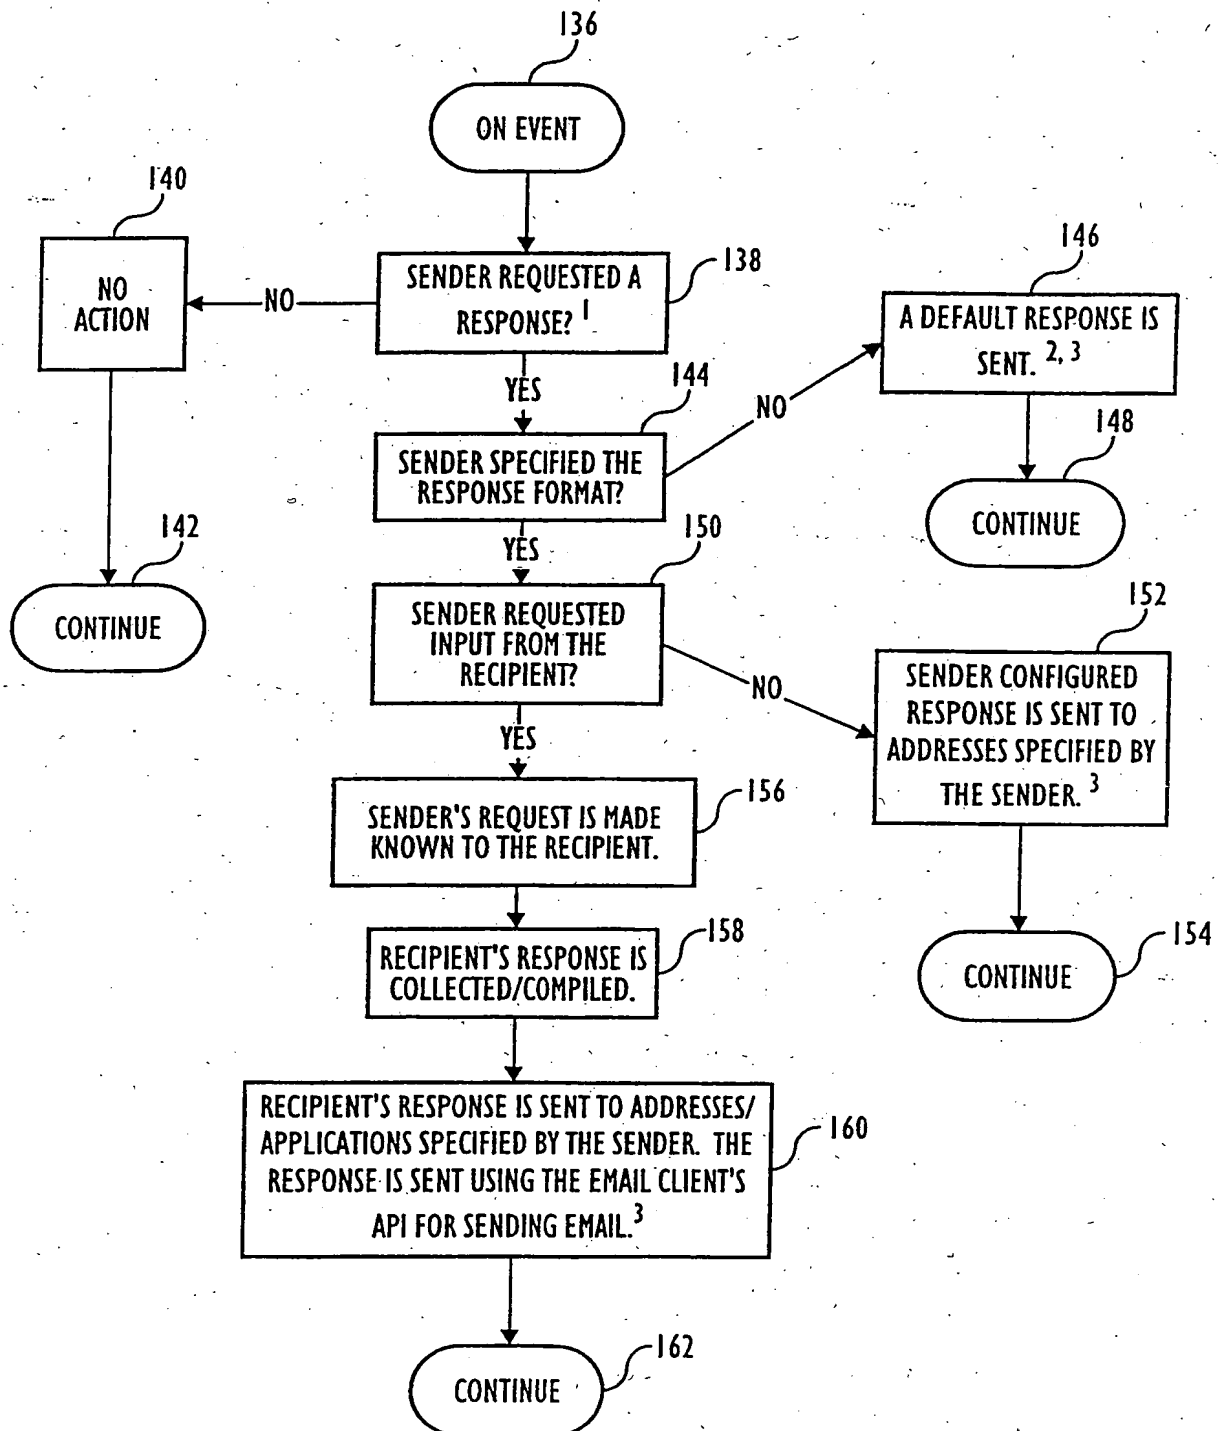 136
ON EVENT
140
NO
ACTION
NO
138
SENDER REQUESTED A
RESPONSE? 1
146
A DEFAULT RESPONSE IS
SENT. 2, 3
YES
144
NO
148
SENDER SPECIFIED THE
RESPONSE FORMAT?
CONTINUE
142
CONTINUE
YES
150
SENDER REQUESTED
INPUT FROM THE
RECIPIENT?
NO
152
SENDER CONFIGURED
RESPONSE IS SENT TO
ADDRESSES SPECIFIED BY
THE SENDER. 3
YES
156
SENDER'S REQUEST IS MADE
KNOWN TO THE RECIPIENT.
158
RECIPIENT'S RESPONSE IS
COLLECTED/COMPILED.
154
CONTINUE
160
RECIPIENT'S RESPONSE IS SENT TO ADDRESSES/
APPLICATIONS SPECIFIED BY THE SENDER. THE
RESPONSE IS SENT USING THE EMAIL CLIENT'S
API FOR SENDING EMAIL. 3
162
CONTINUE